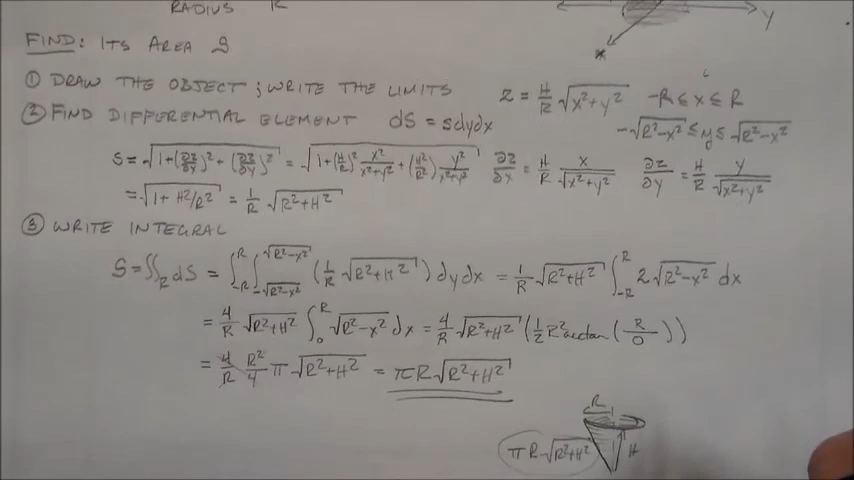 RADIUS R
Y
FIND: ITS AREA S
① DRAW THE OBJECT ; WRITE THE LIMITS
z = H/R √(x²+y²) -R ≤ x ≤ R
② FIND DIFFERENTIAL ELEMENT dS = s dy dx
-√(R²-x²) ≤ y ≤ √(R²-x²)
s = √(1+(∂z/∂x)²+(∂z/∂y)²) = √(1+(H/R)² x²/(x²+y²) + (H²/R²) y²/(x²+y²)) ∂z/∂x = H/R x/√(x²+y²) ∂z/∂y = H/R y/√(x²+y²)
= √(1+H²/R²) = 1/R √(R²+H²)
③ WRITE INTEGRAL
S = ∬_R dS = ∫_{-R}^{R} ∫_{-√(R²-x²)}^{√(R²-x²)} (1/R √(R²+H²)) dy dx = 1/R √(R²+H²) ∫_{-R}^{R} 2√(R²-x²) dx
= 4/R √(R²+H²) ∫_0^R √(R²-x²) dx = 4/R √(R²+H²) (1/2 R² arctan(R/0))
= 4/R R²/4 π √(R²+H²) = πR√(R²+H²)
R
πR√(R²+H²) H